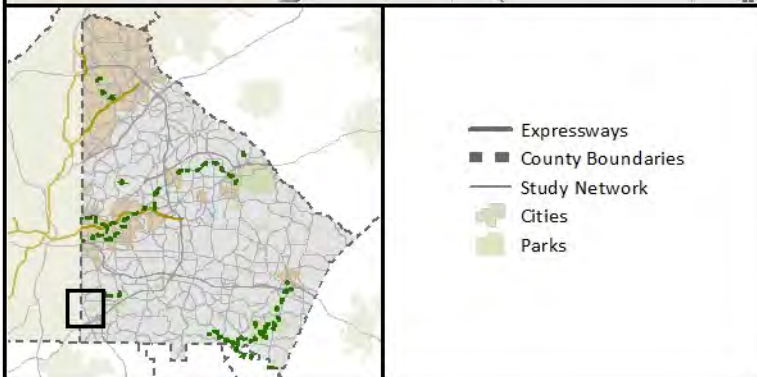 Expressways
County Boundaries
Study Network
Cities
Parks